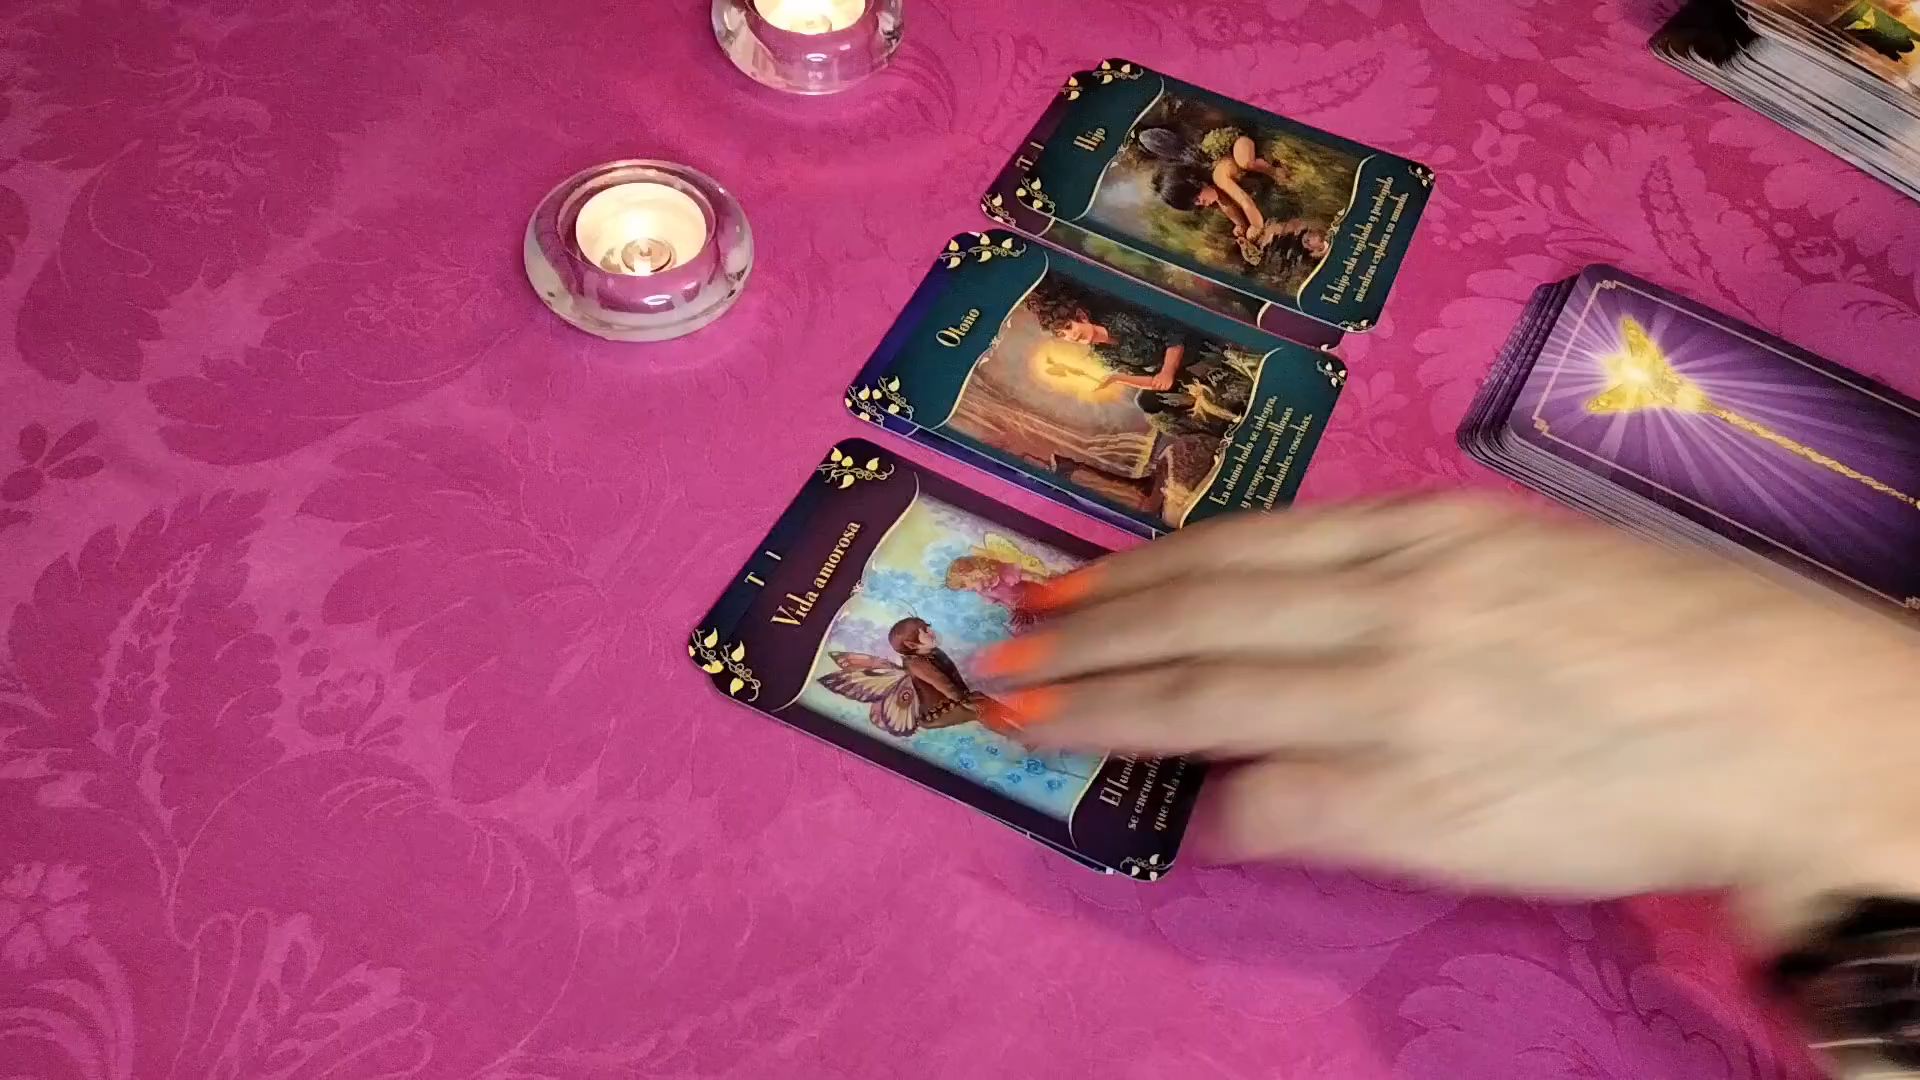 T I
Hijo
Tu hijo está vigilado y protegido
mientras explora su mundo.
Otoño
En otoño todo se integra,
y recoges maravillosas
y abundantes cosechas.
T I
Vida amorosa
El
se
que esta